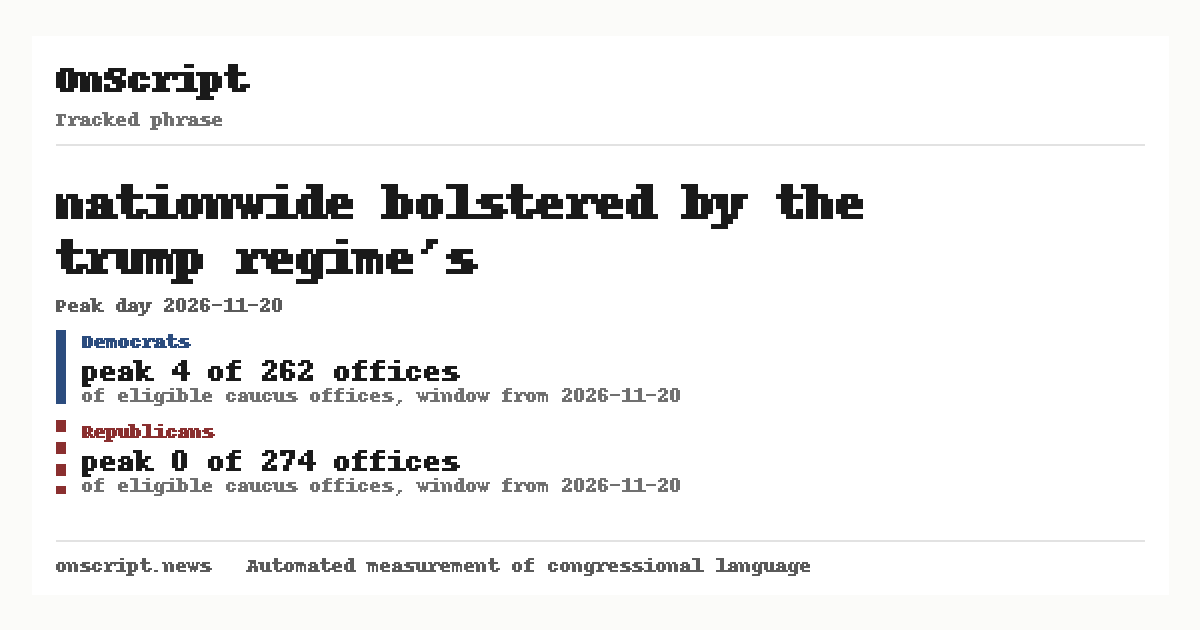 OnScript
Tracked phrase
nationwide bolstered by the
trump regime’s
Peak day 2026-11-20
Democrats
peak 4 of 262 offices
of eligible caucus offices, window from 2026-11-20
Republicans
peak 0 of 274 offices
of eligible caucus offices, window from 2026-11-20
onscript.news Automated measurement of congressional language